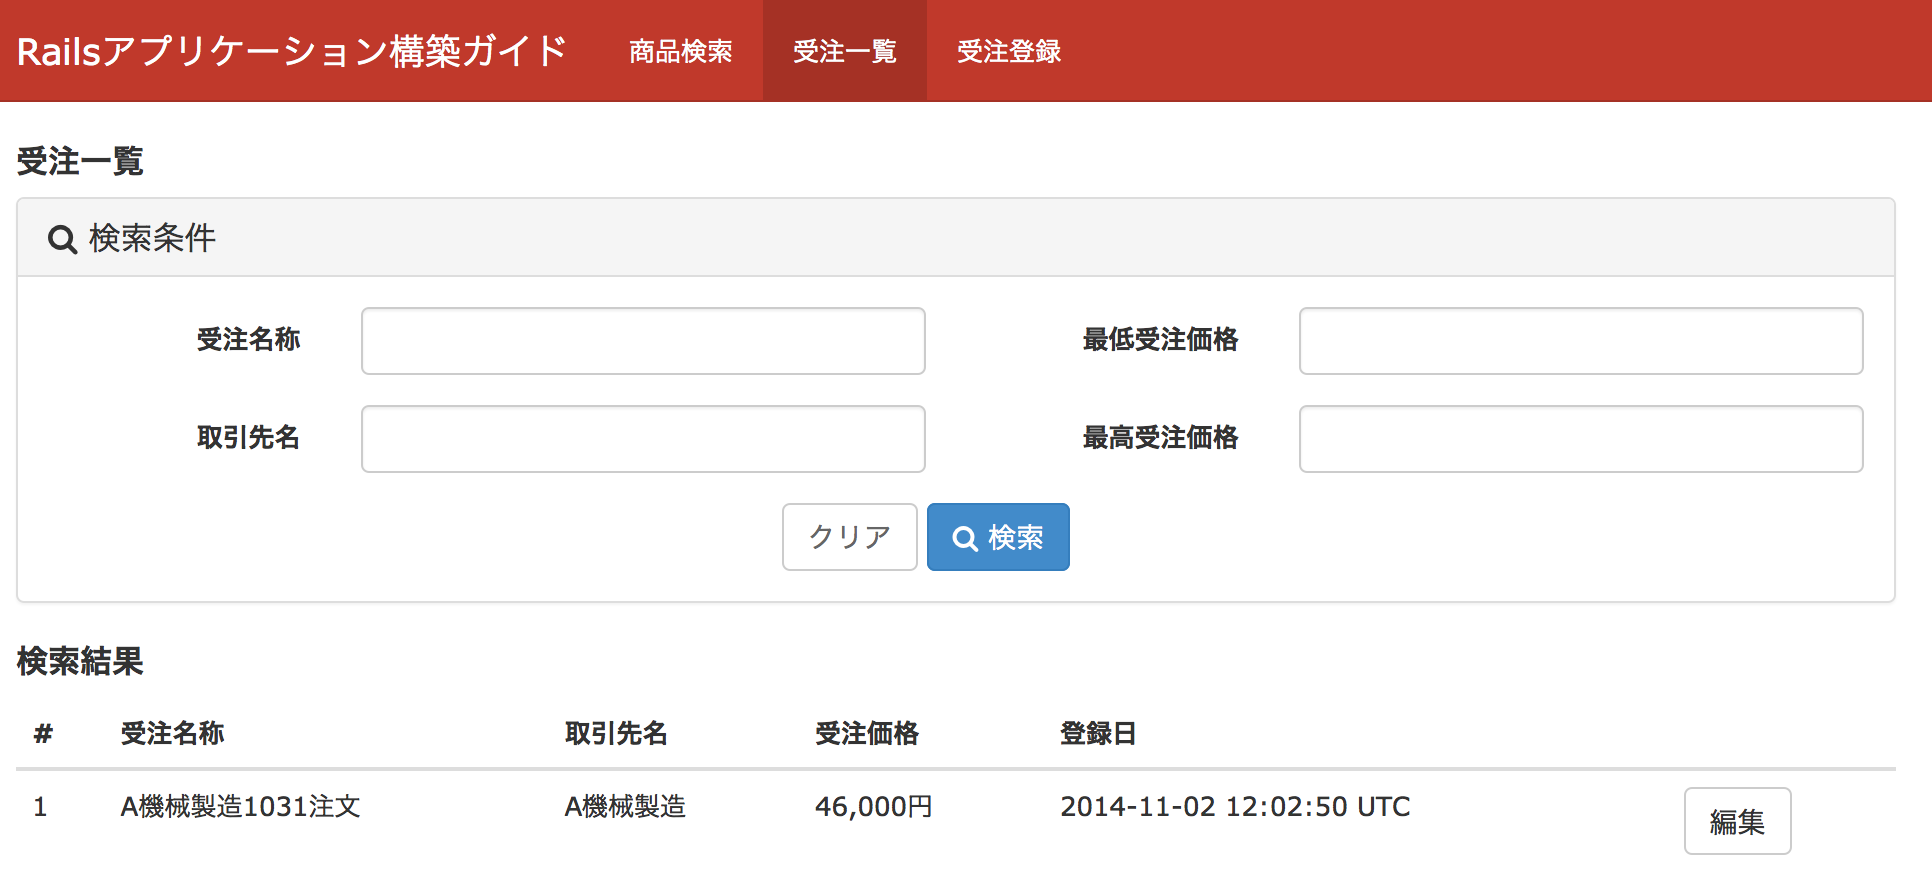 Railsアプリケーション構築ガイド 商品検索 受注一覧 受注登録
受注一覧
検索条件
受注名称 最低受注価格
取引先名 最高受注価格
クリア 検索
検索結果
# 受注名称 取引先名 受注価格 登録日
1 A機械製造1031注文 A機械製造 46,000円 2014-11-02 12:02:50 UTC 編集